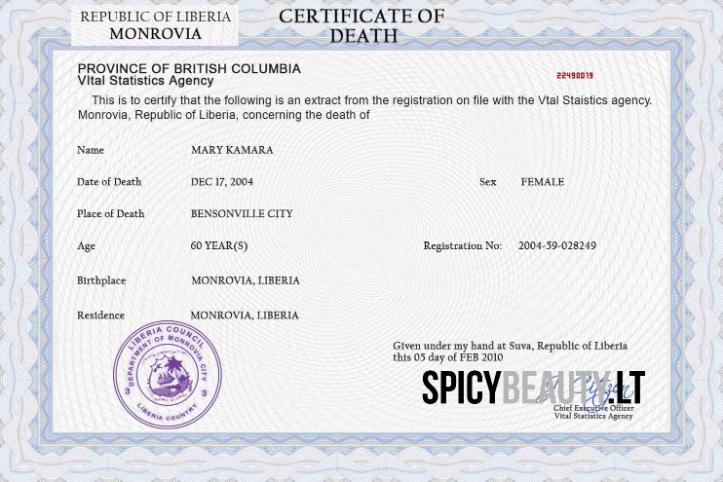 REPUBLIC OF LIBERIA
MONROVIA
CERTIFICATE OF
DEATH
PROVINCE OF BRITISH COLUMBIA
VItal Statistics Agency
22490019
This is to certify that the following is an extract from the registration on file with the Vtal Staistics agency.
Monrovia, Republic of Liberia, concerning the death of
Name MARY KAMARA
Date of Death DEC 17, 2004 Sex FEMALE
Place of Death BENSONVILLE CITY
Age 60 YEAR(S) Registration No: 2004-59-028249
Birthplace MONROVIA, LIBERIA
Residence MONROVIA, LIBERIA
LIBERIA COUNCIL
DEPARTMENT OF MONROVIA CITY
LIBERIA COUNTRY
Given under my hand at Suva, Republic of Liberia
this 05 day of FEB 2010
SPICYBEAUTY.LT
Chief Executive Officer
Vital Statistics Agency